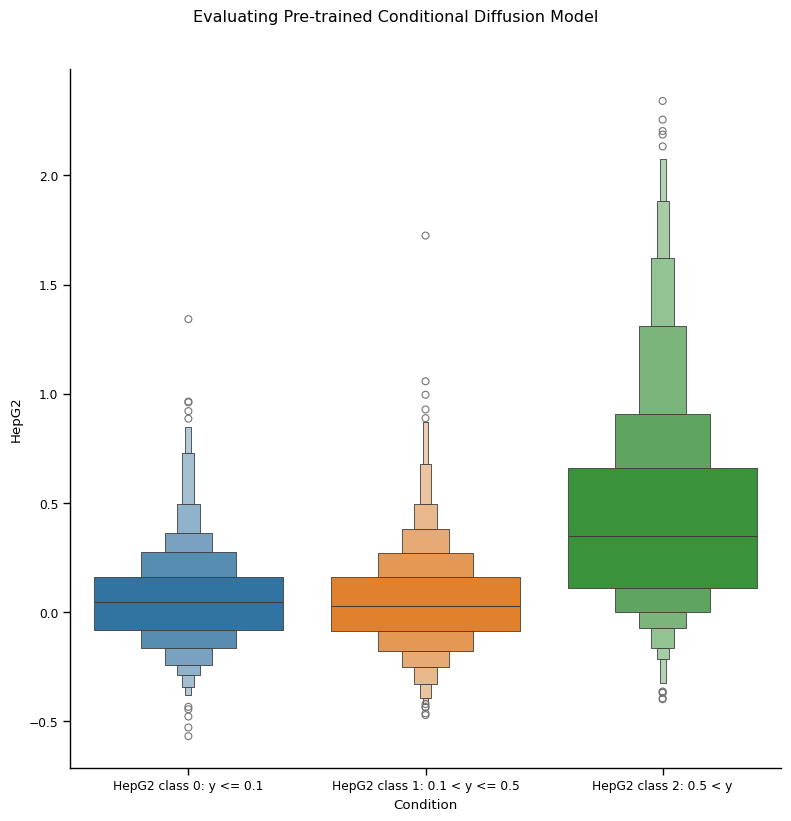 Evaluating Pre-trained Conditional Diffusion Model
HepG2
2.0
1.5
1.0
0.5
0.0
−0.5
HepG2 class 0: y <= 0.1
HepG2 class 1: 0.1 < y <= 0.5
HepG2 class 2: 0.5 < y
Condition